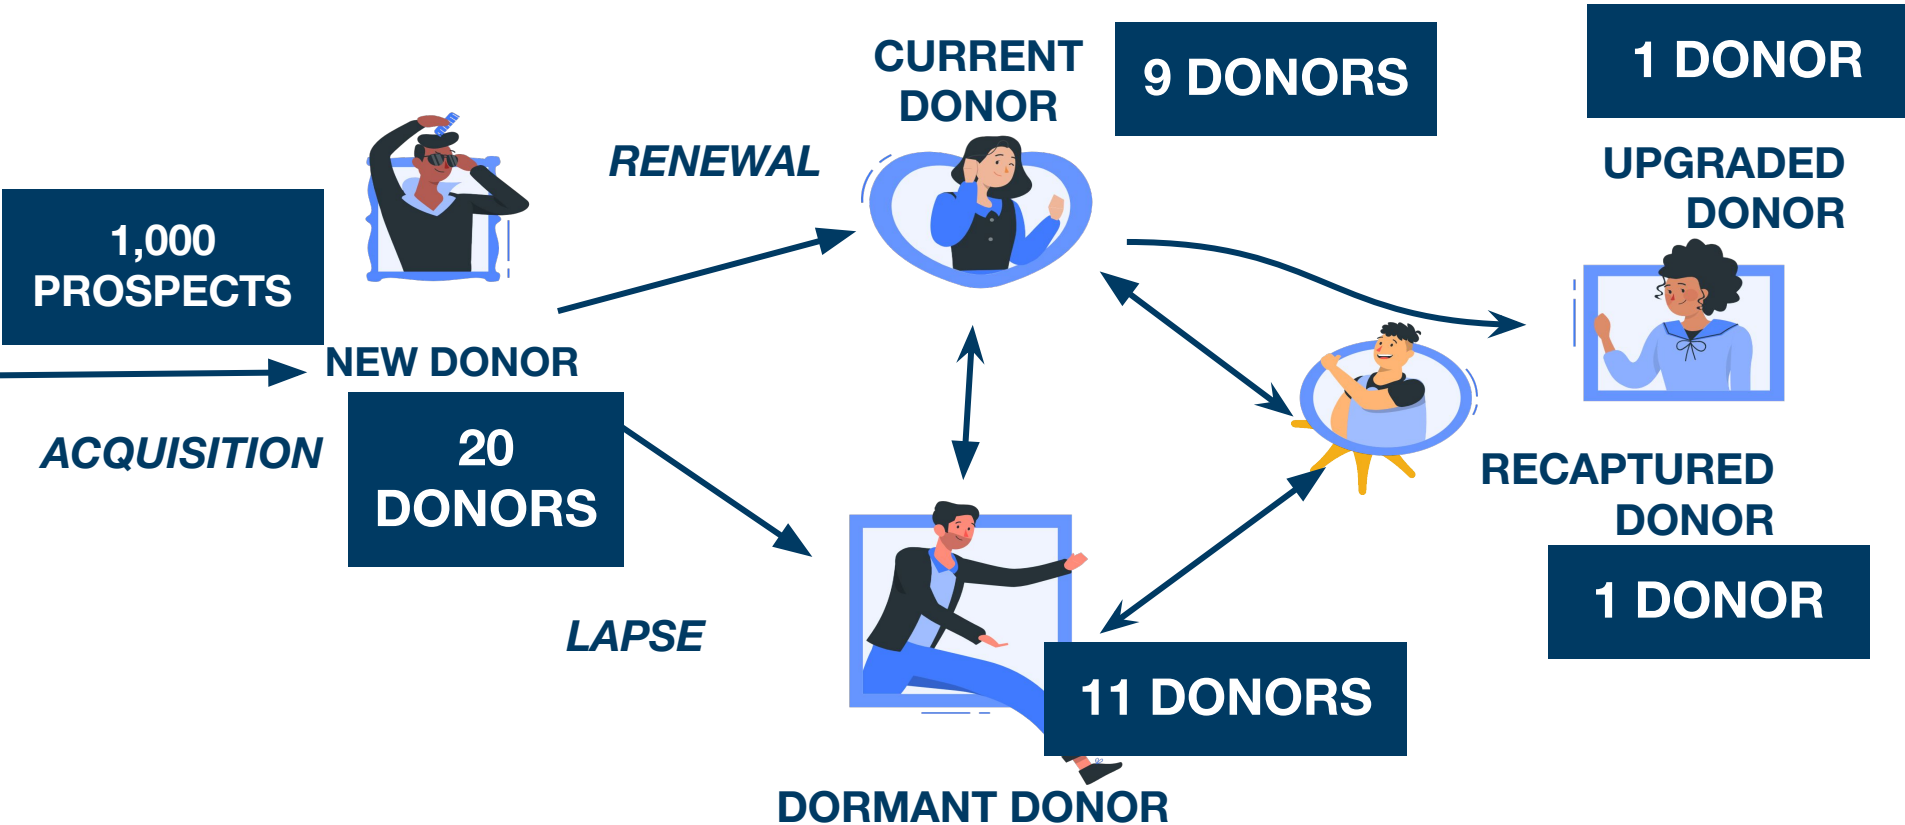 1,000
PROSPECTS
ACQUISITION
NEW DONOR
20
DONORS
RENEWAL
LAPSE
CURRENT
DONOR
9 DONORS
DORMANT DONOR
11 DONORS
1 DONOR
UPGRADED
DONOR
RECAPTURED
DONOR
1 DONOR